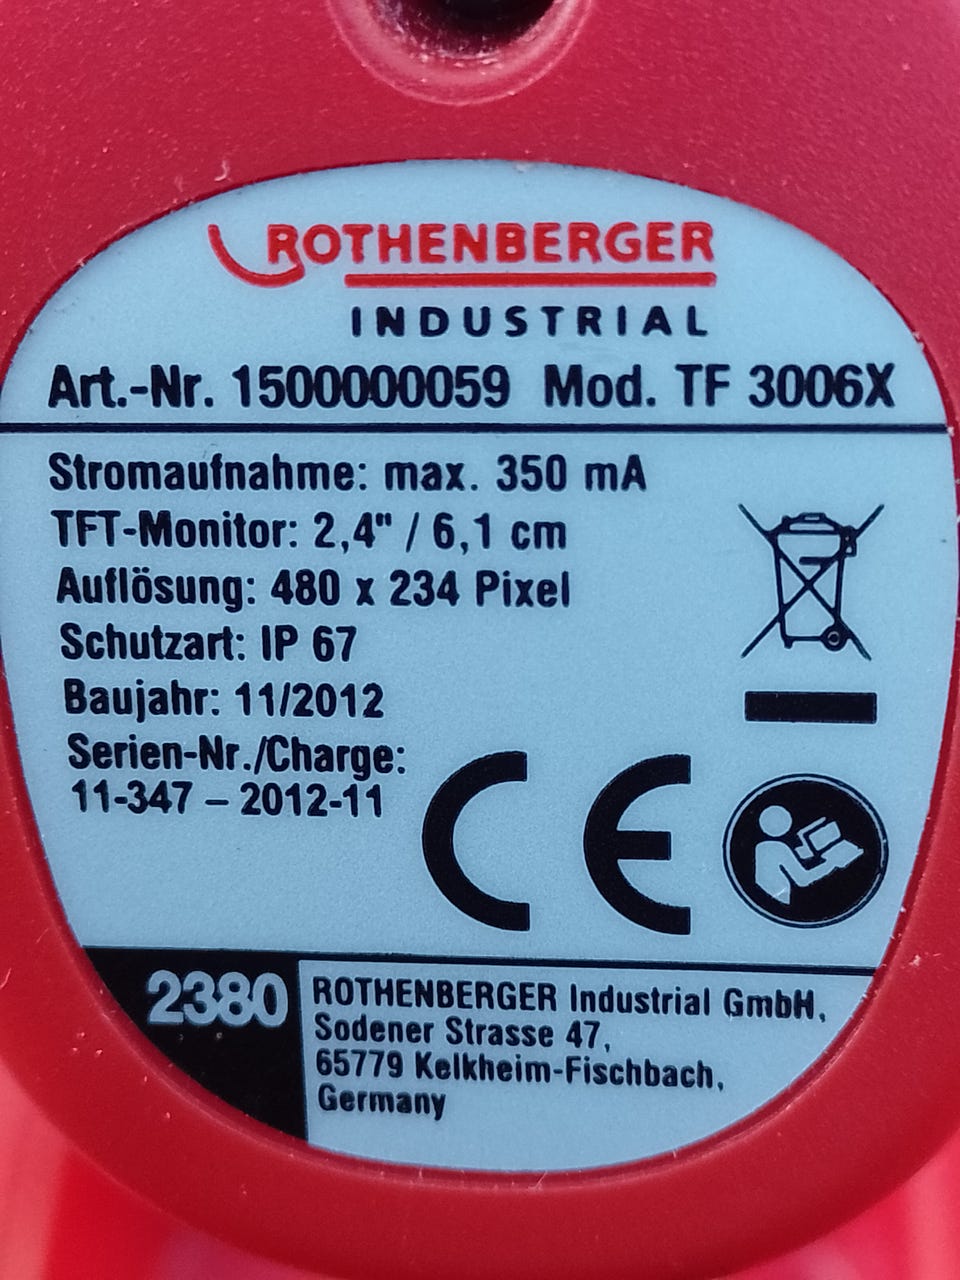 ROTHENBERGER
INDUSTRIAL
Art.-Nr. 1500000059 Mod. TF 3006X
Stromaufnahme: max. 350 mA
TFT-Monitor: 2,4" / 6,1 cm
Auflösung: 480 x 234 Pixel
Schutzart: IP 67
Baujahr: 11/2012
Serien-Nr./Charge:
11-347 – 2012-11
CE
2380
ROTHENBERGER Industrial GmbH,
Sodener Strasse 47,
65779 Kelkheim-Fischbach,
Germany